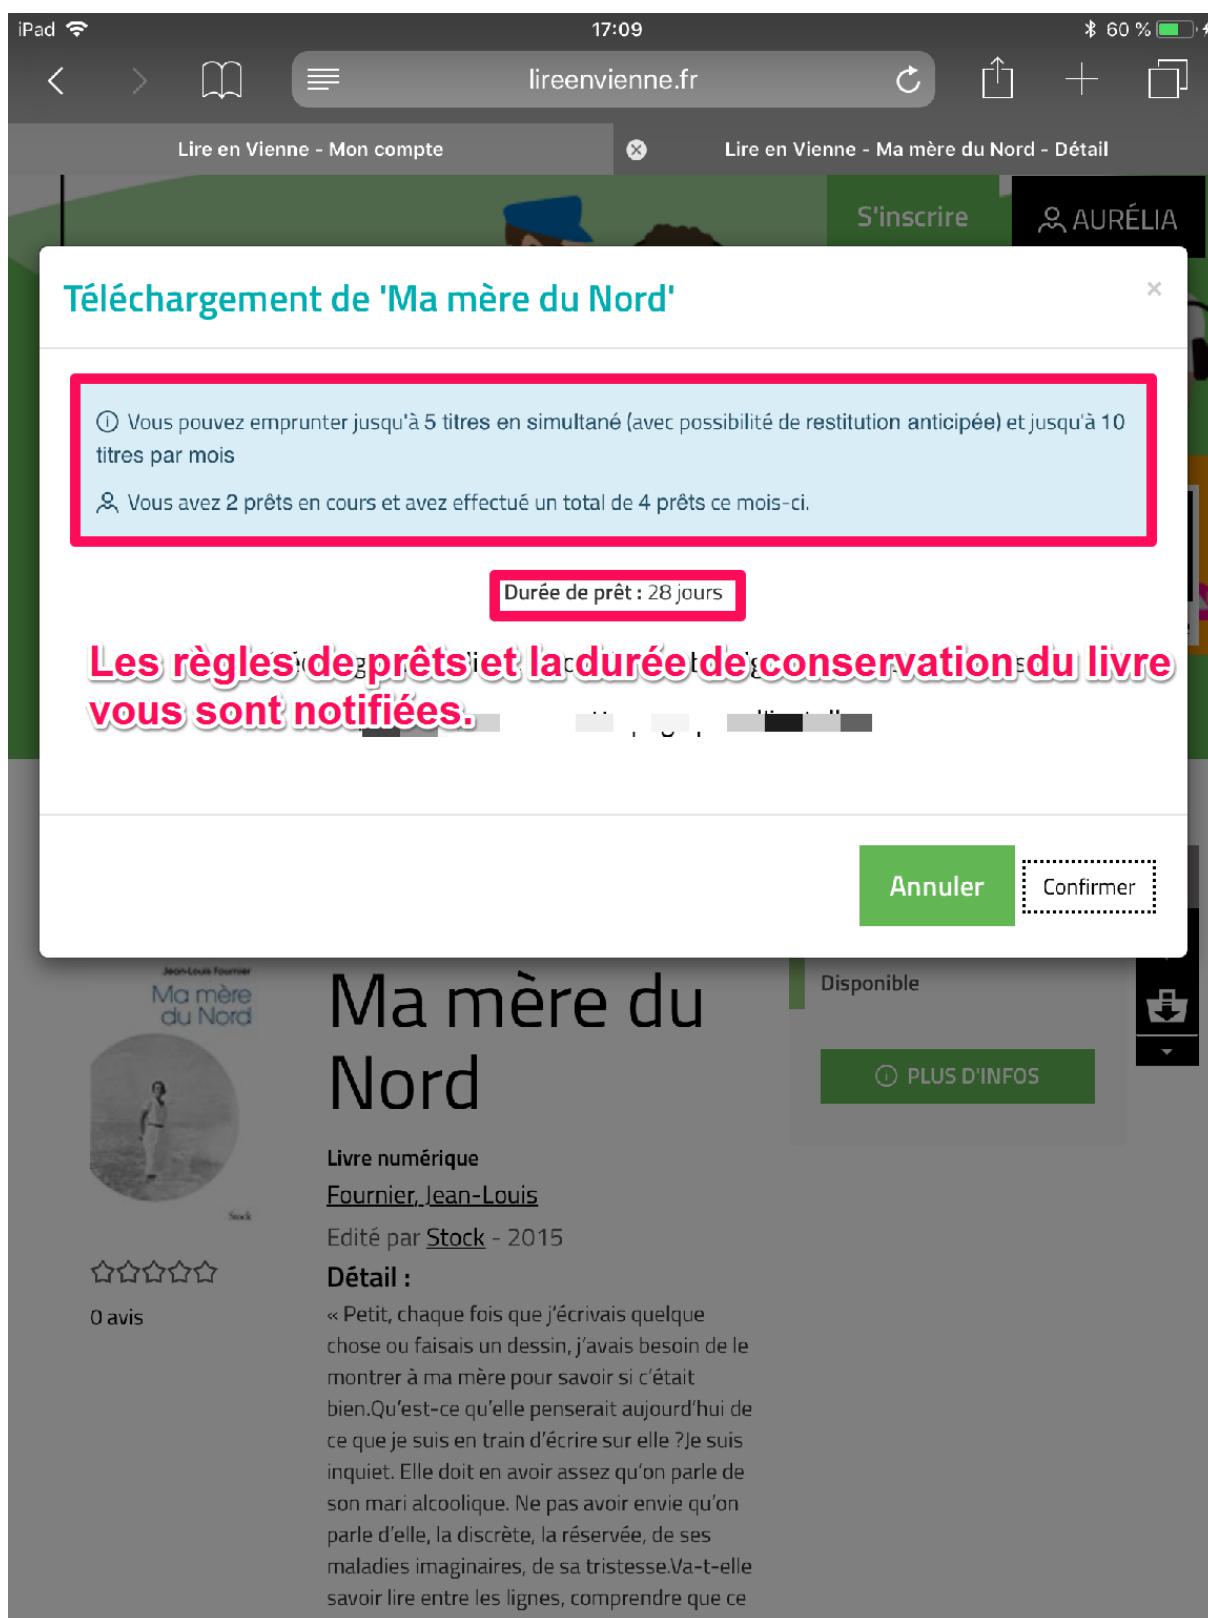 iPad 17:09 60 %
lireenvienne.fr
Lire en Vienne - Mon compte Lire en Vienne - Ma mère du Nord - Détail
S'inscrire AURÉLIA
Téléchargement de 'Ma mère du Nord' ×
Vous pouvez emprunter jusqu'à 5 titres en simultané (avec possibilité de restitution anticipée) et jusqu'à 10
titres par mois
Vous avez 2 prêts en cours et avez effectué un total de 4 prêts ce mois-ci.
Durée de prêt : 28 jours
Les règles de prêts et la durée de conservation du livre
vous sont notifiées.
Annuler Confirmer
Jean-Louis Fournier
Ma mère
du Nord
Stock
Ma mère du
Nord
Disponible
PLUS D'INFOS
Livre numérique
Fournier, Jean-Louis
Edité par Stock - 2015
0 avis
Détail :
« Petit, chaque fois que j'écrivais quelque
chose ou faisais un dessin, j'avais besoin de le
montrer à ma mère pour savoir si c'était
bien.Qu'est-ce qu'elle penserait aujourd'hui de
ce que je suis en train d'écrire sur elle ?Je suis
inquiet. Elle doit en avoir assez qu'on parle de
son mari alcoolique. Ne pas avoir envie qu'on
parle d'elle, la discrète, la réservée, de ses
maladies imaginaires, de sa tristesse.Va-t-elle
savoir lire entre les lignes, comprendre que ce